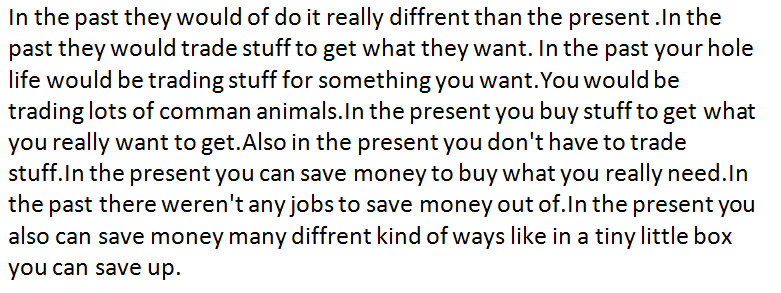 In the past they would of do it really diffrent than the present .In the
past they would trade stuff to get what they want. In the past your hole
life would be trading stuff for something you want.You would be
trading lots of comman animals.In the present you buy stuff to get what
you really want to get.Also in the present you don't have to trade
stuff.In the present you can save money to buy what you really need.In
the past there weren't any jobs to save money out of.In the present you
also can save money many diffrent kind of ways like in a tiny little box
you can save up.